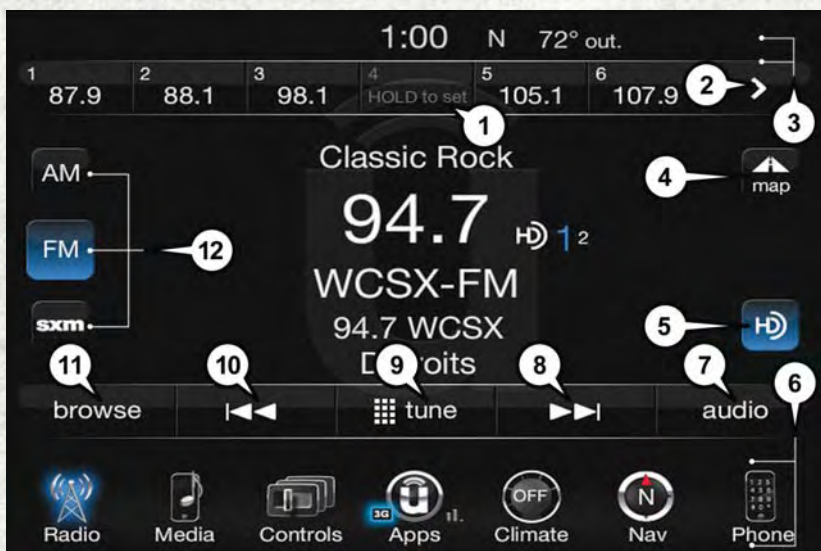 1:00 N 72° out.
1 2 3 4 5 6
87.9 88.1 98.1 HOLD to set 105.1 107.9 2
1
3
Classic Rock
AM
4
map
94.7 HD 1 2
FM
12
WCSX-FM
sxm
94.7 WCSX
5
HD
Detroits
11 10 9 8 7 6
browse tune audio
OFF N
3G
Radio Media Controls Apps Climate Nav Phone